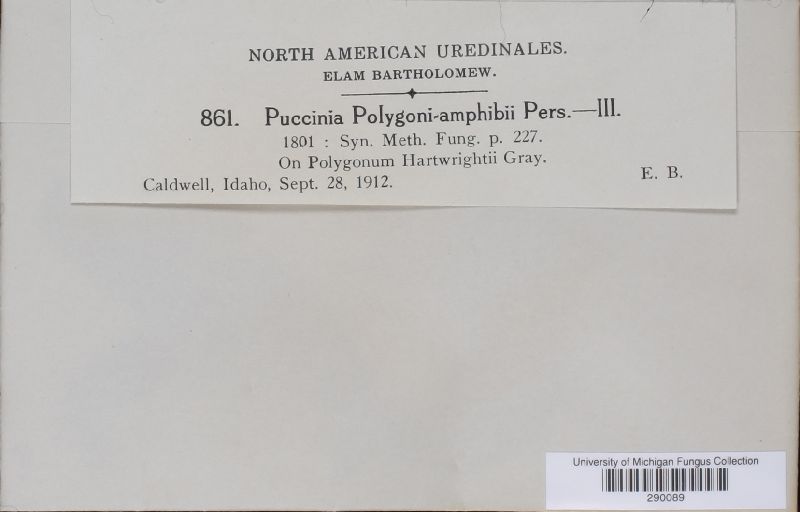 NORTH AMERICAN UREDINALES.
ELAM BARTHOLOMEW.
861. Puccinia Polygoni-amphibii Pers.—III.
1801 : Syn. Meth. Fung. p. 227.
On Polygonum Hartwrightii Gray.
Caldwell, Idaho, Sept. 28, 1912. E. B.
University of Michigan Fungus Collection
290089